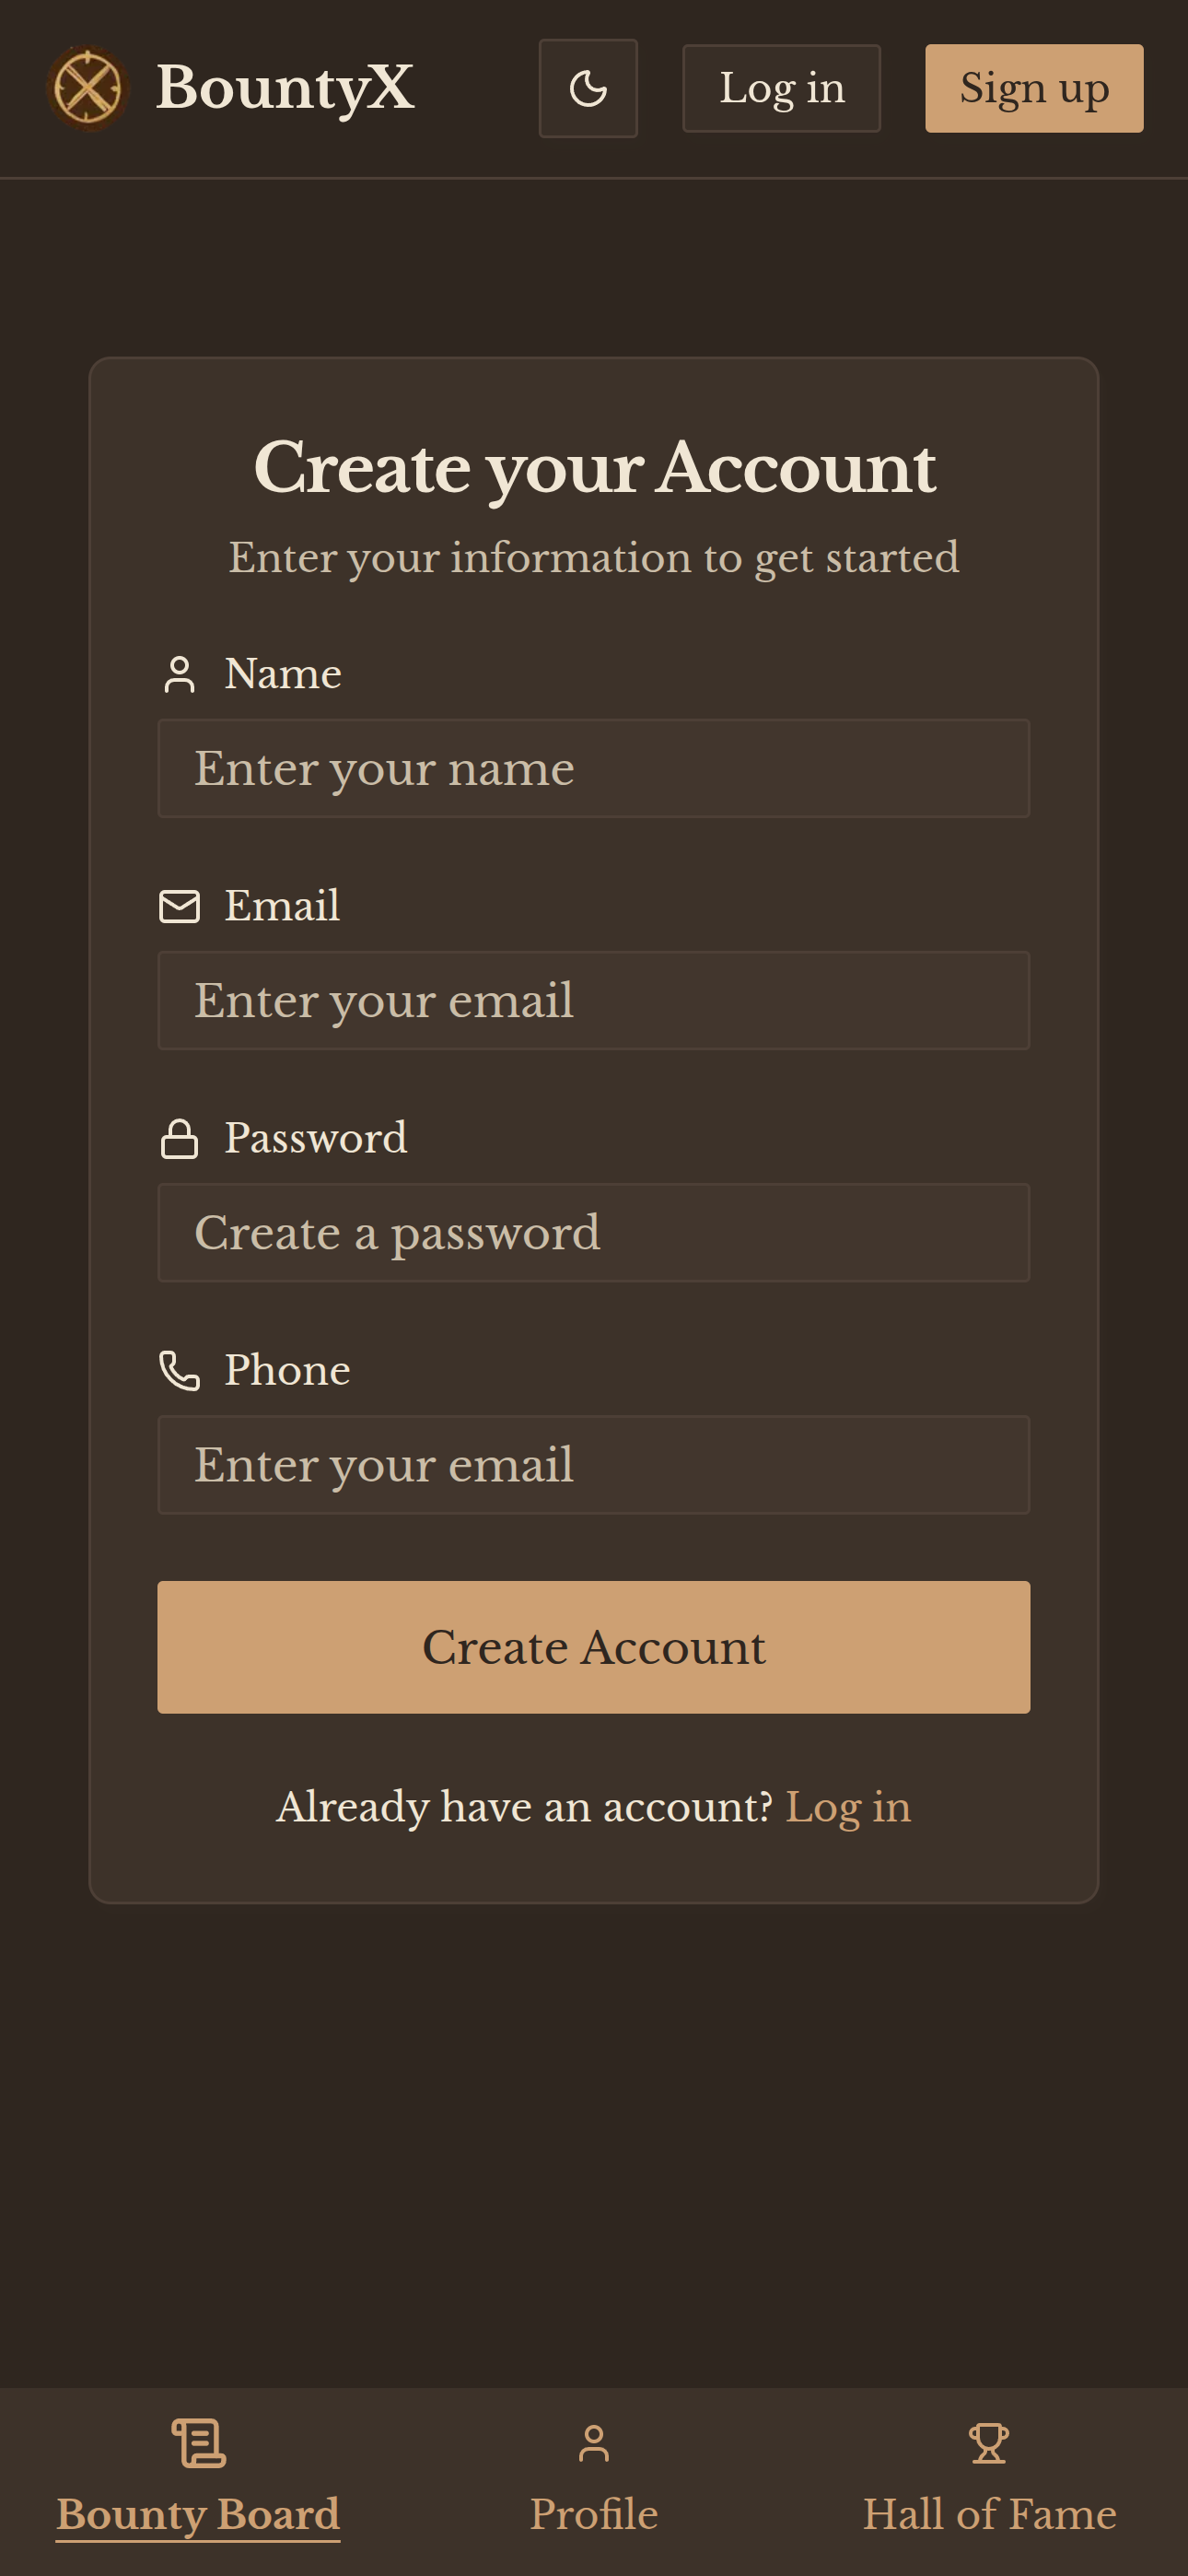 BountyX
Log in
Sign up
Create your Account
Enter your information to get started
Name
Enter your name
Email
Enter your email
Password
Create a password
Phone
Enter your email
Create Account
Already have an account? Log in
Bounty Board
Profile
Hall of Fame